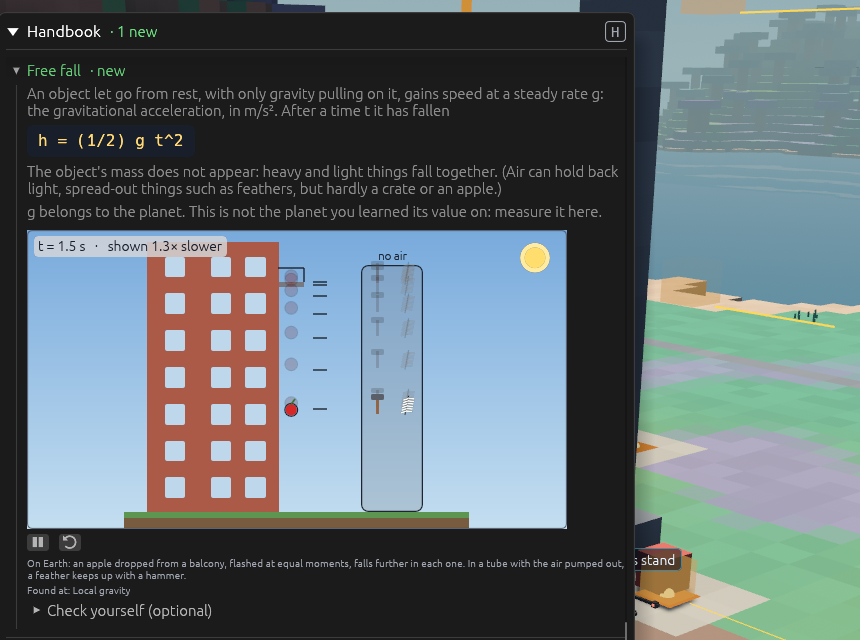 Handbook · 1 new
H
Free fall · new
An object let go from rest, with only gravity pulling on it, gains speed at a steady rate g:
the gravitational acceleration, in m/s². After a time t it has fallen
h = (1/2) g t^2
The object's mass does not appear: heavy and light things fall together. (Air can hold back
light, spread-out things such as feathers, but hardly a crate or an apple.)
g belongs to the planet. This is not the planet you learned its value on: measure it here.
t = 1.5 s · shown 1.3× slower
no air
On Earth: an apple dropped from a balcony, flashed at equal moments, falls further in each one. In a tube with the air pumped out,
a feather keeps up with a hammer.
Found at: Local gravity
Check yourself (optional)
stand